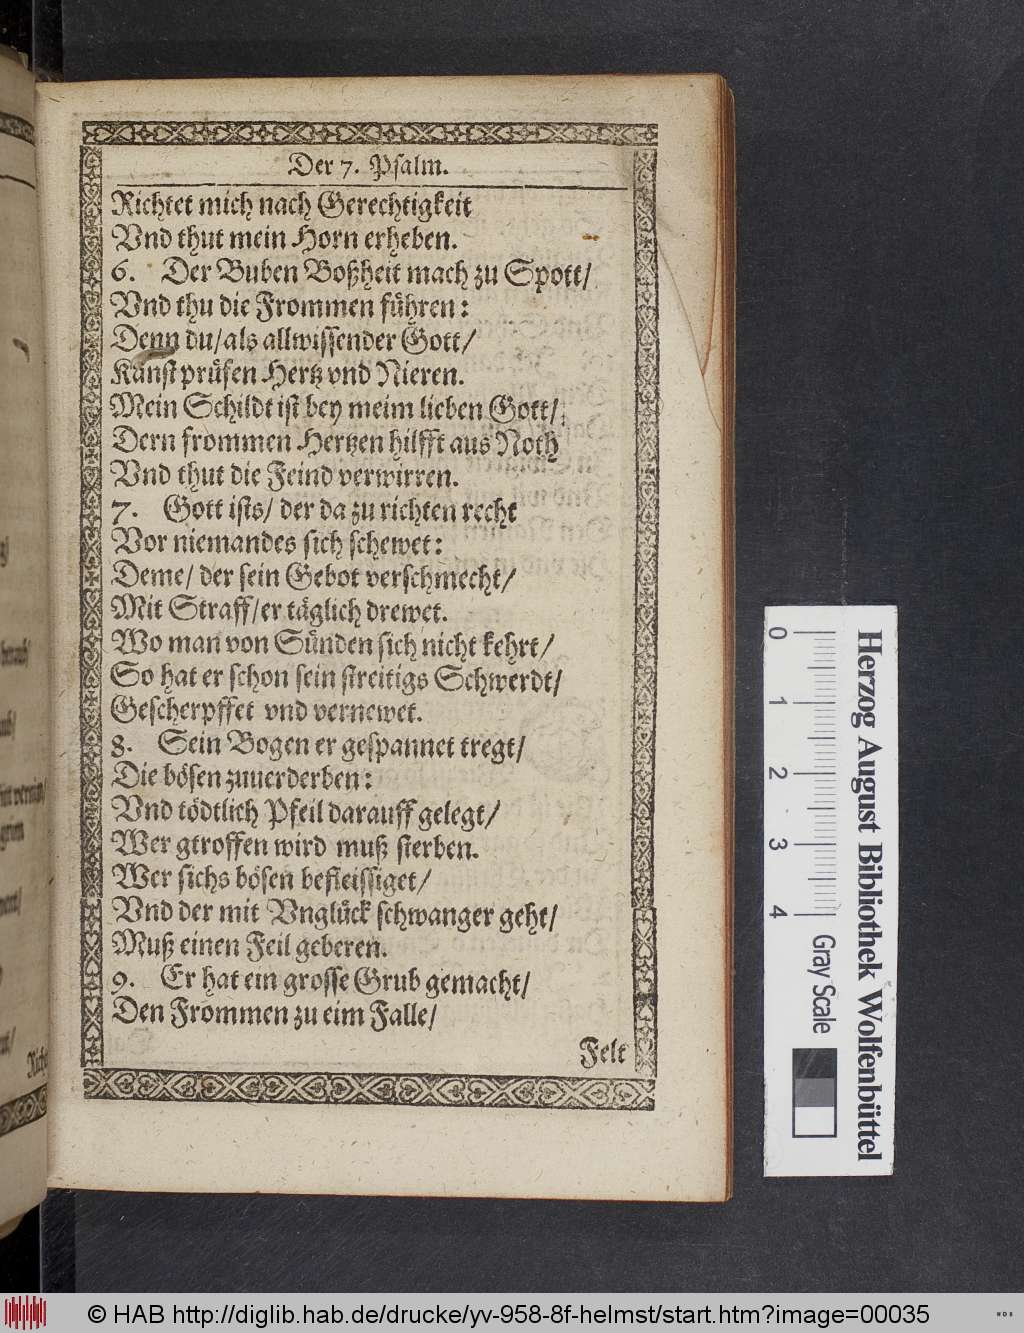 Der 7. Psalm.
Richtet mich nach Gerechtigkeit
Vnd thut mein Horn erheben.
6. Der Buben Boßheit mach zu Spott/
Vnd thu die Frommen führen:
Denn du/als allwissender Gott/
Kanst prüfen Hertz vnd Nieren.
Mein Schildt ist bey meim lieben Gott/
Dern frommen Hertzen hilfft aus Noth
Vnd thut die Feind verwirren.
7. Gott ists/ der da zu richten recht
Vor niemandes sich schewet:
Deme/ der sein Gebot verschmecht/
Mit Straff/er täglich drewet.
Wo man von Sünden sich nicht kehrt/
So hat er schon sein streitigs Schwerdt/
Gescherpffet vnd vernewet.
8. Sein Bogen er gespannet tregt/
Die bösen zuuerderben:
Vnd tödtlich Pfeil darauff gelegt/
Wer gtroffen wird muß sterben.
Wer sichs bösen befleissiget/
Vnd der mit Vnglück schwanger geht/
Muß einen Feil geberen.
9. Er hat ein grosse Grub gemacht/
Den Frommen zu eim Falle/
Felt
Herzog August Bibliothek Wolfenbüttel
0 1 2 3 4
Gray Scale
© HAB http://diglib.hab.de/drucke/yv-958-8f-helmst/start.htm?image=00035